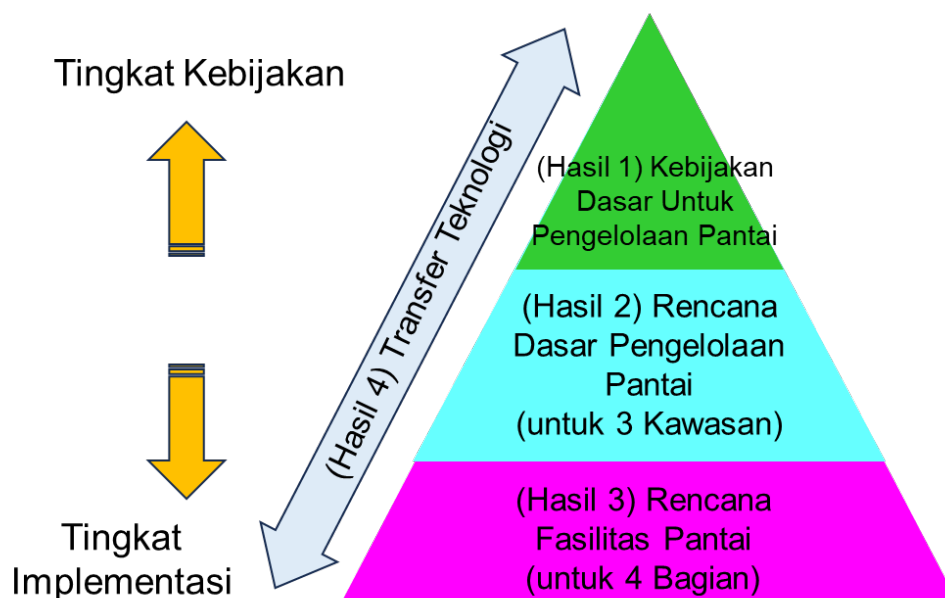 Tingkat Kebijakan
Tingkat
Implementasi
(Hasil 4) Transfer Teknologi
(Hasil 1) Kebijakan
Dasar Untuk
Pengelolaan Pantai
(Hasil 2) Rencana
Dasar Pengelolaan
Pantai
(untuk 3 Kawasan)
(Hasil 3) Rencana
Fasilitas Pantai
(untuk 4 Bagian)